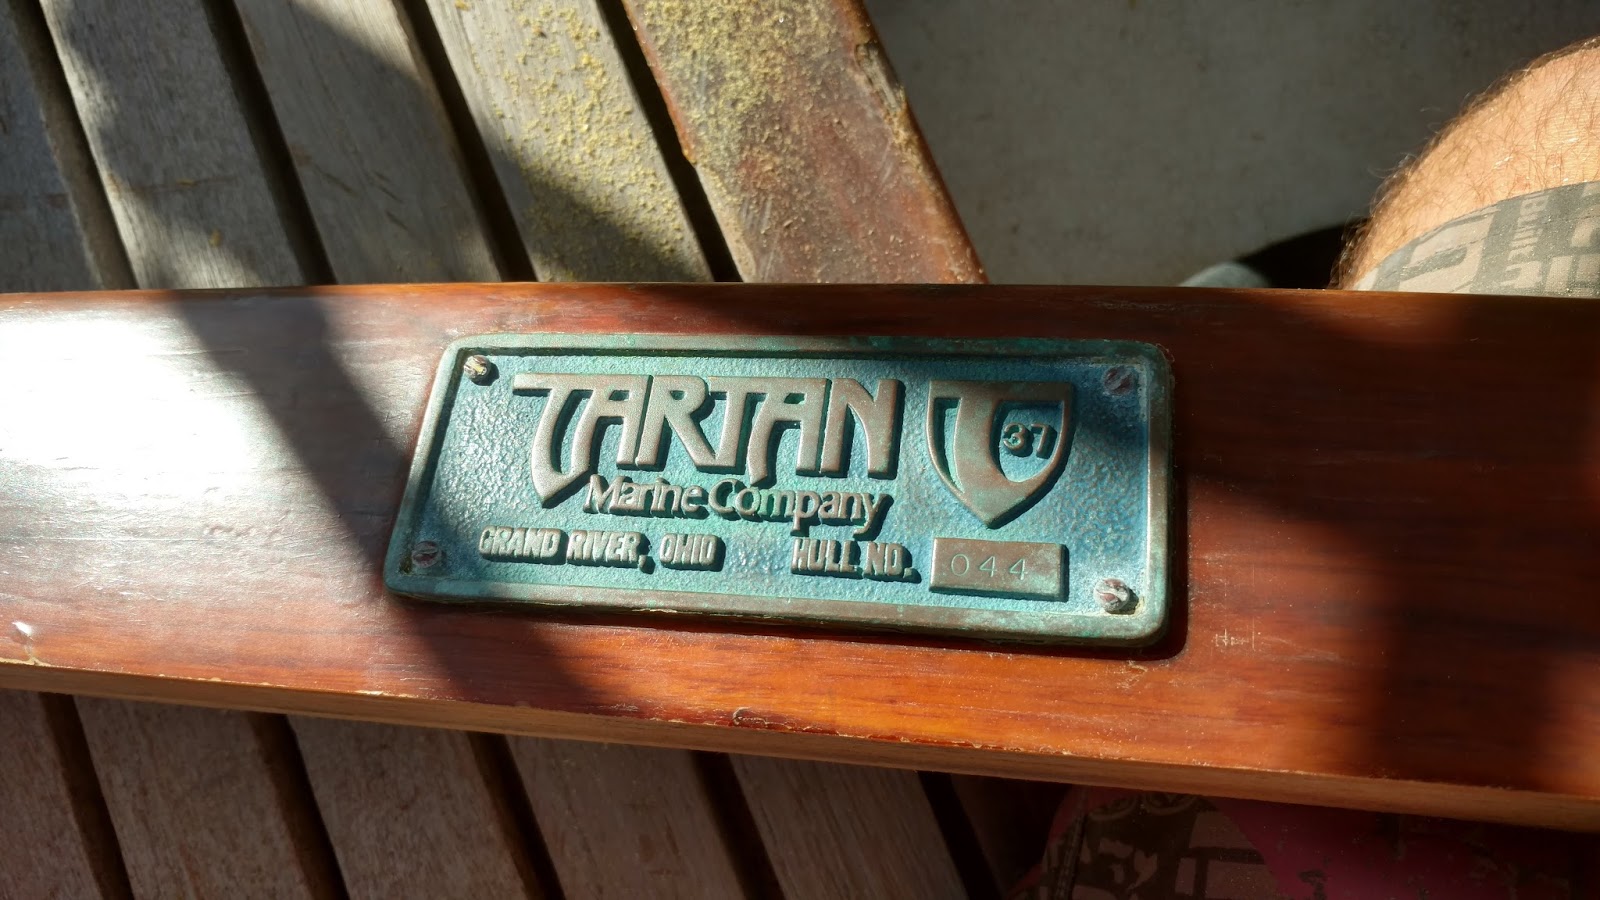 TARTAN
37
Marine Company
GRAND RIVER, OHIO
HULL NO. 044